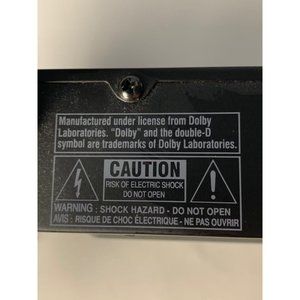 Manufactured under license from Dolby
Laboratories. "Dolby" and the double-D
symbol are trademarks of Dolby Laboratories.
CAUTION
RISK OF ELECTRIC SHOCK
DO NOT OPEN
WARNING : SHOCK HAZARD - DO NOT OPEN
AVIS : RISQUE DE CHOC ÉLECTRIQUE - NE PAS OUVRIR